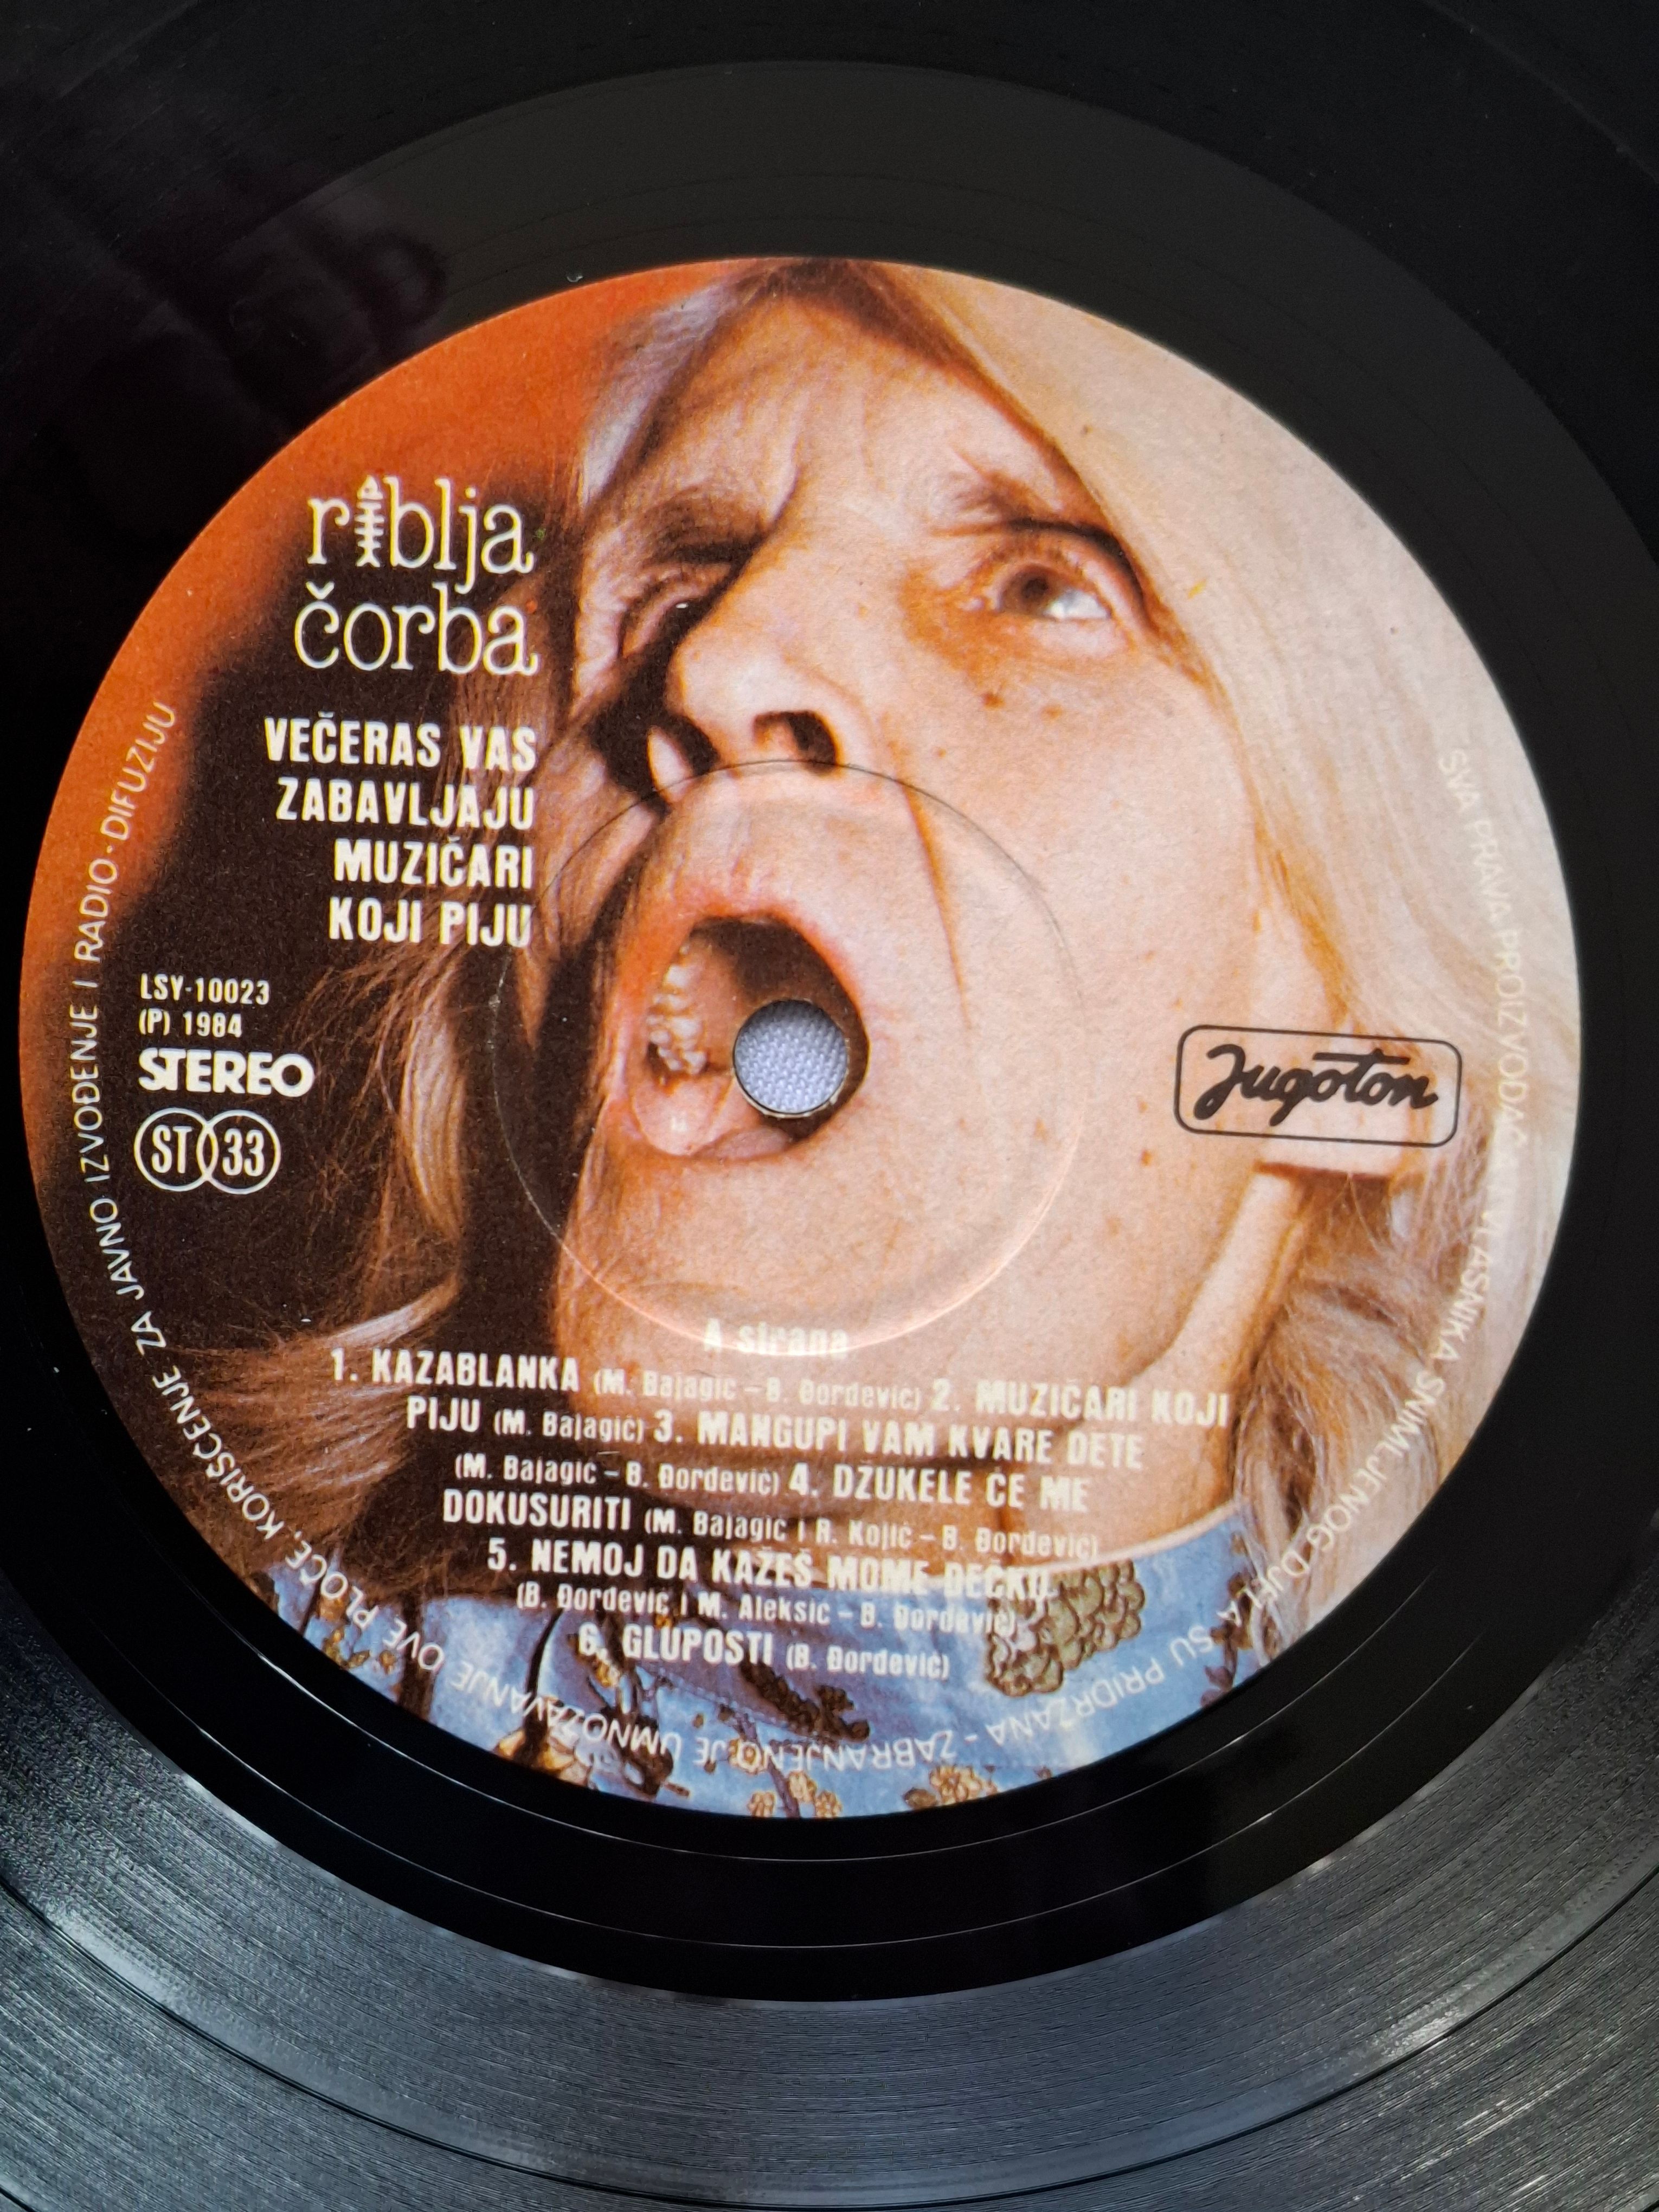 riblja
čorba
VEČERAS VAS
ZABAVLJAJU
MUZIČARI
KOJI PIJU
LSY-10023
(P) 1984
STEREO
ST 33
Jugoton
A strana
1. KAZABLANKA (M. Bajagić – B. Đorđević) 2. MUZIČARI KOJI
PIJU (M. Bajagić) 3. MANGUPI VAM KVARE DETE
(M. Bajagić – B. Đorđević) 4. DŽUKELE ĆE ME
DOKUSURITI (M. Bajagić i R. Kojić – B. Đorđević)
5. NEMOJ DA KAŽEŠ MOME DEČKU
(B. Đorđević i M. Aleksić – B. Đorđević)
6. GLUPOSTI (B. Đorđević)
SVA PRAVA PROIZVOĐAČA I VLASNIKA SNIMLJENOG DJELA SU PRIDRŽANA - ZABRANJENO JE UMNOŽAVANJE OVE PLOČE, KORIŠĆENJE ZA JAVNO IZVOĐENJE I RADIO-DIFUZIJU